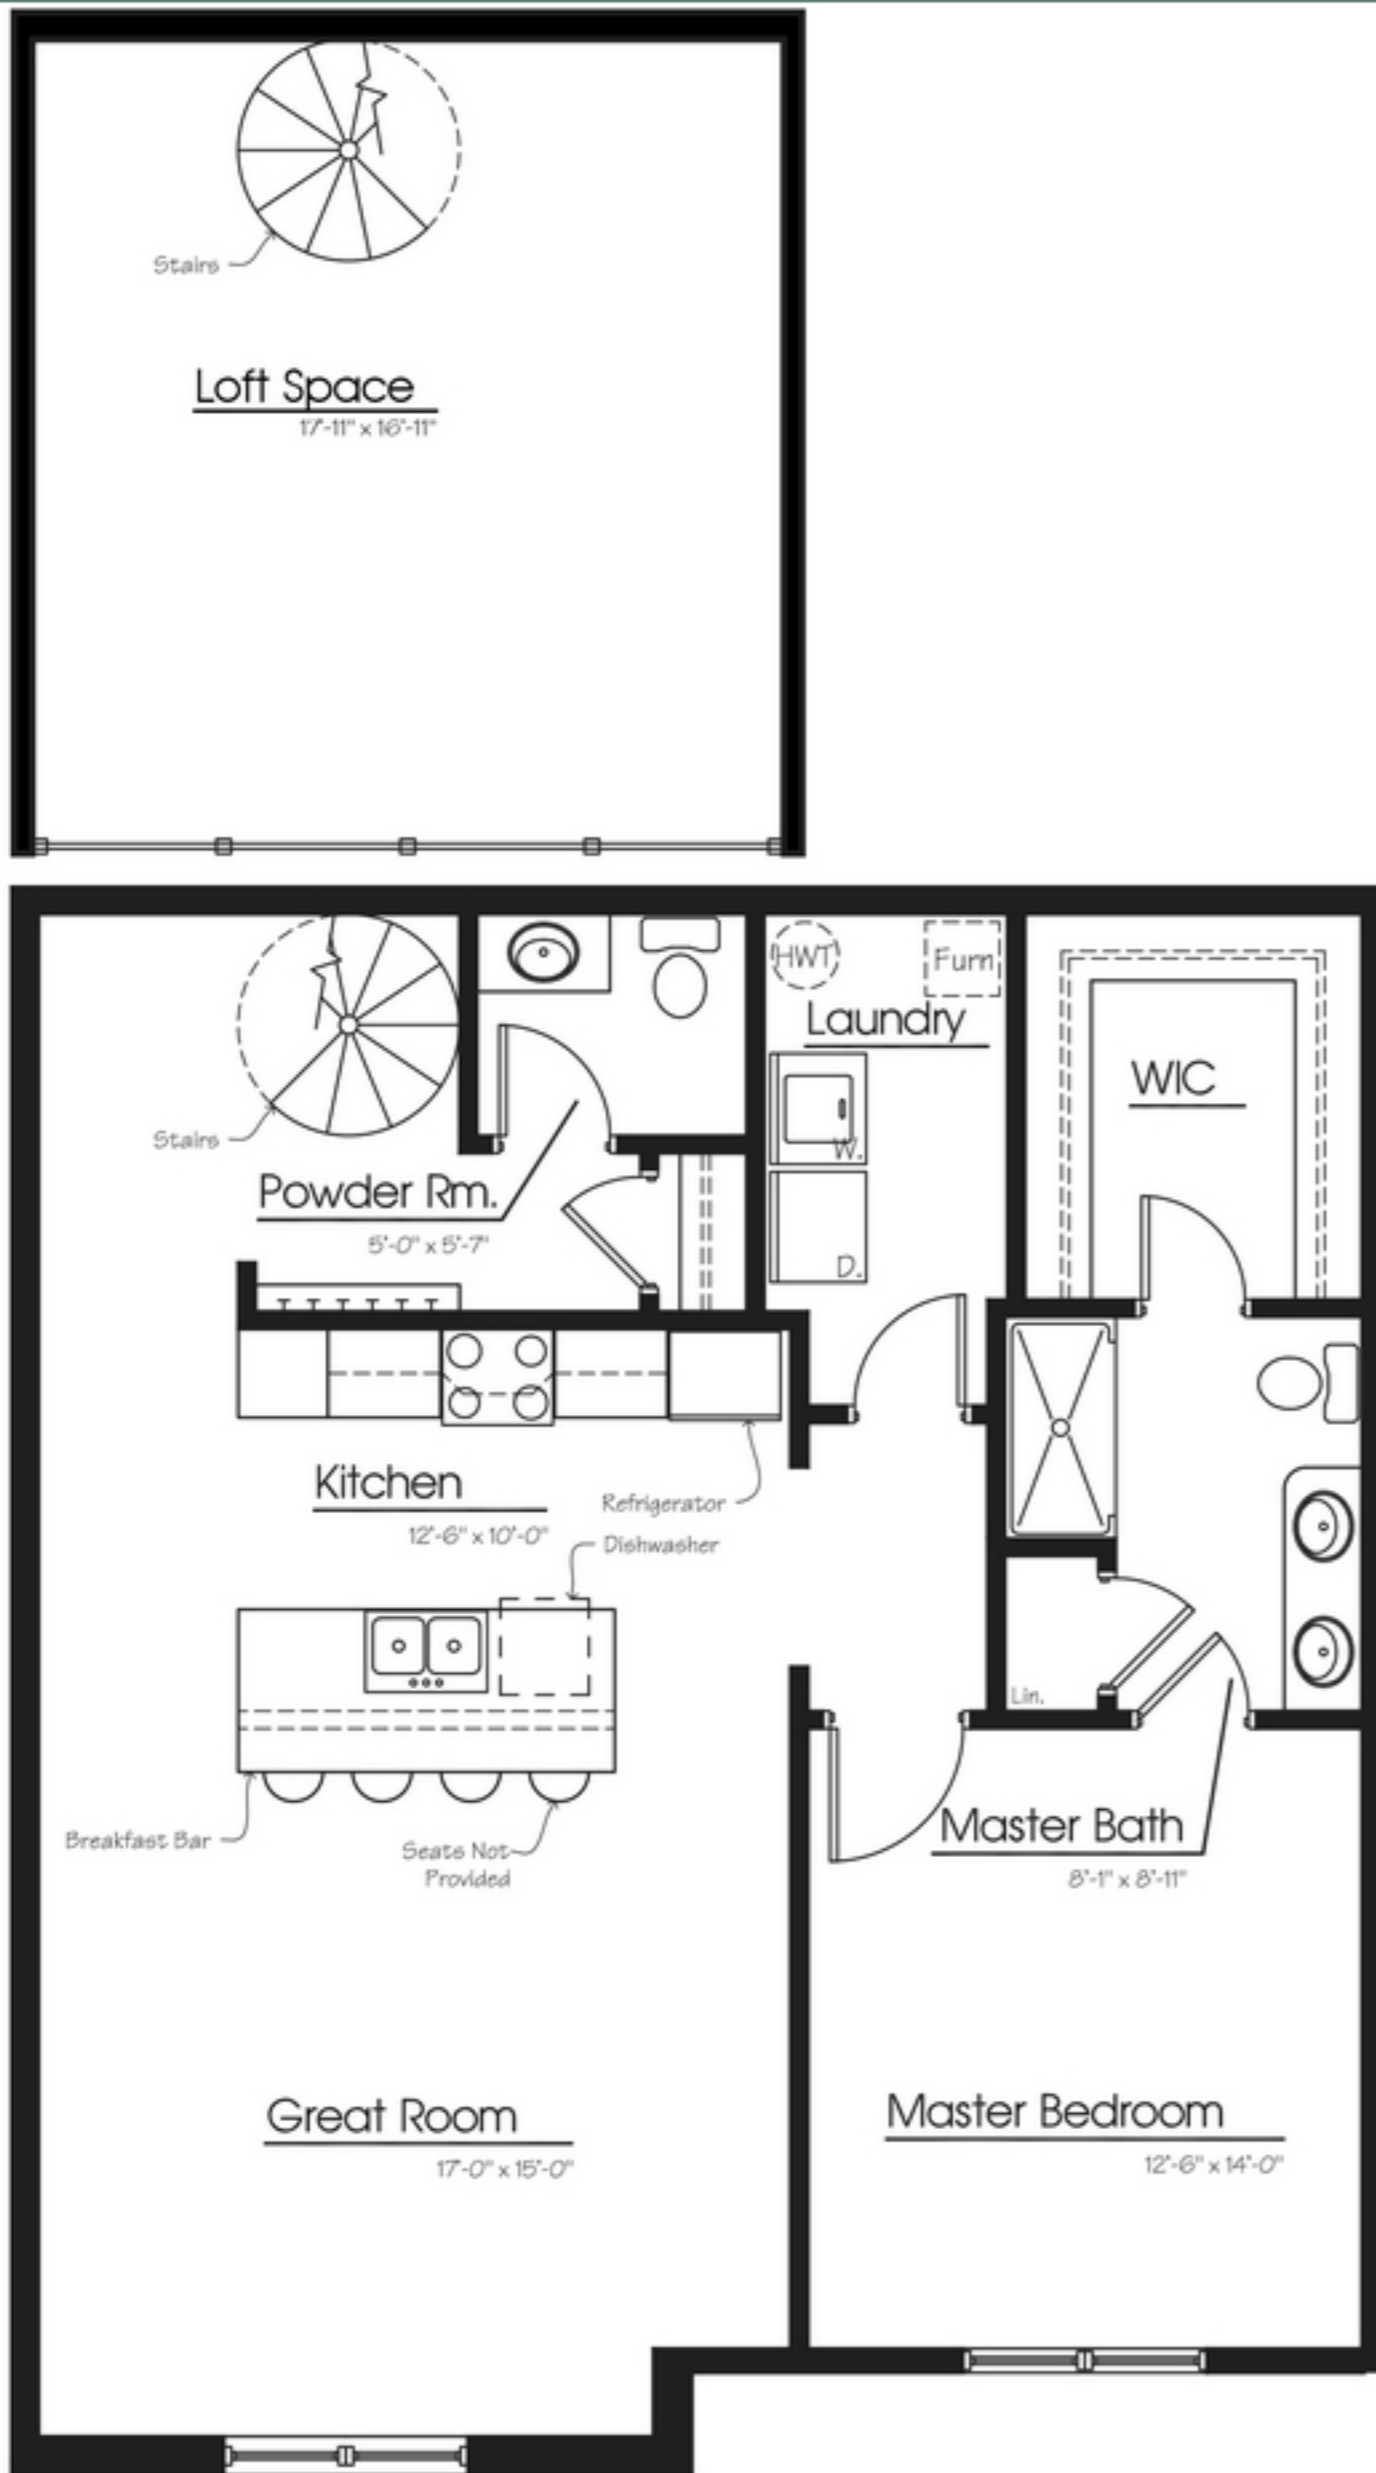 Stairs
Loft Space
17'-11" x 16'-11"
HWT
Furn
Laundry
WIC
W.
Stairs
Powder Rm.
5'-0" x 5'-7"
D.
Kitchen
12'-6" x 10'-0"
Refrigerator
Dishwasher
Lin.
Breakfast Bar
Seats Not
Provided
Master Bath
8'-1" x 8'-11"
Great Room
17'-0" x 15'-0"
Master Bedroom
12'-6" x 14'-0"